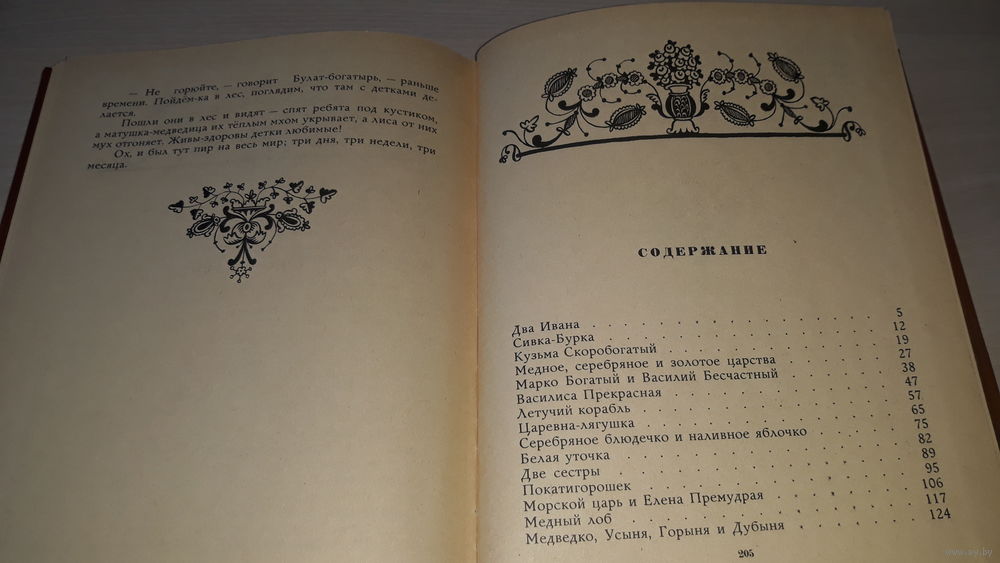 — Не горюйте, — говорит Булат-богатырь, — раньше
времени. Пойдём-ка в лес, поглядим, что там с детками де-
лается.
Пошли они в лес и видят — спят ребята под кустиком,
а матушка-медведица их тёплым мхом укрывает, а лиса от них
мух отгоняет. Живы-здоровы детки любимые!
Ох, и был тут пир на весь мир; три дня, три недели, три
месяца.
СОДЕРЖАНИЕ
Два Ивана . . . . . 5
Сивка-Бурка . . . . . 12
Кузьма Скоробогатый . . . . . 19
Медное, серебряное и золотое царства . . . . . 27
Марко Богатый и Василий Бесчастный . . . . . 38
Василиса Прекрасная . . . . . 47
Летучий корабль . . . . . 57
Царевна-лягушка . . . . . 65
Серебряное блюдечко и наливное яблочко . . . . . 75
Белая уточка . . . . . 82
Две сестры . . . . . 89
Покатигорошек . . . . . 95
Морской царь и Елена Премудрая . . . . . 106
Медный лоб . . . . . 117
Медведко, Усыня, Горыня и Дубыня . . . . . 124
205
www.ay.by